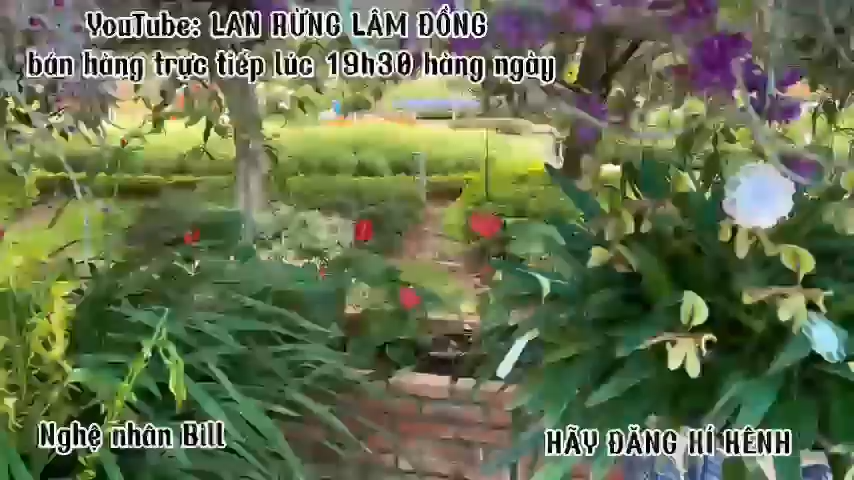 YouTube: LAN RỪNG LÂM ĐỒNG
bán hàng trực tiếp lúc 19h30 hàng ngày
Nghệ nhân Bill
HÃY ĐĂNG KÍ KÊNH